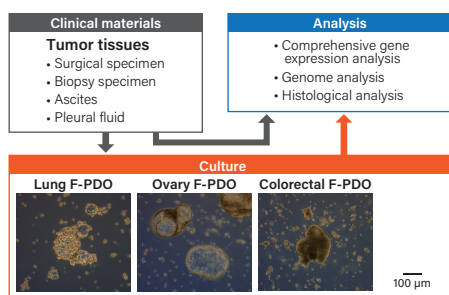 Clinical materials
Tumor tissues
• Surgical specimen
• Biopsy specimen
• Ascites
• Pleural fluid
Analysis
• Comprehensive gene
expression analysis
• Genome analysis
• Histological analysis
Culture
Lung F-PDO
Ovary F-PDO
Colorectal F-PDO
100 μm